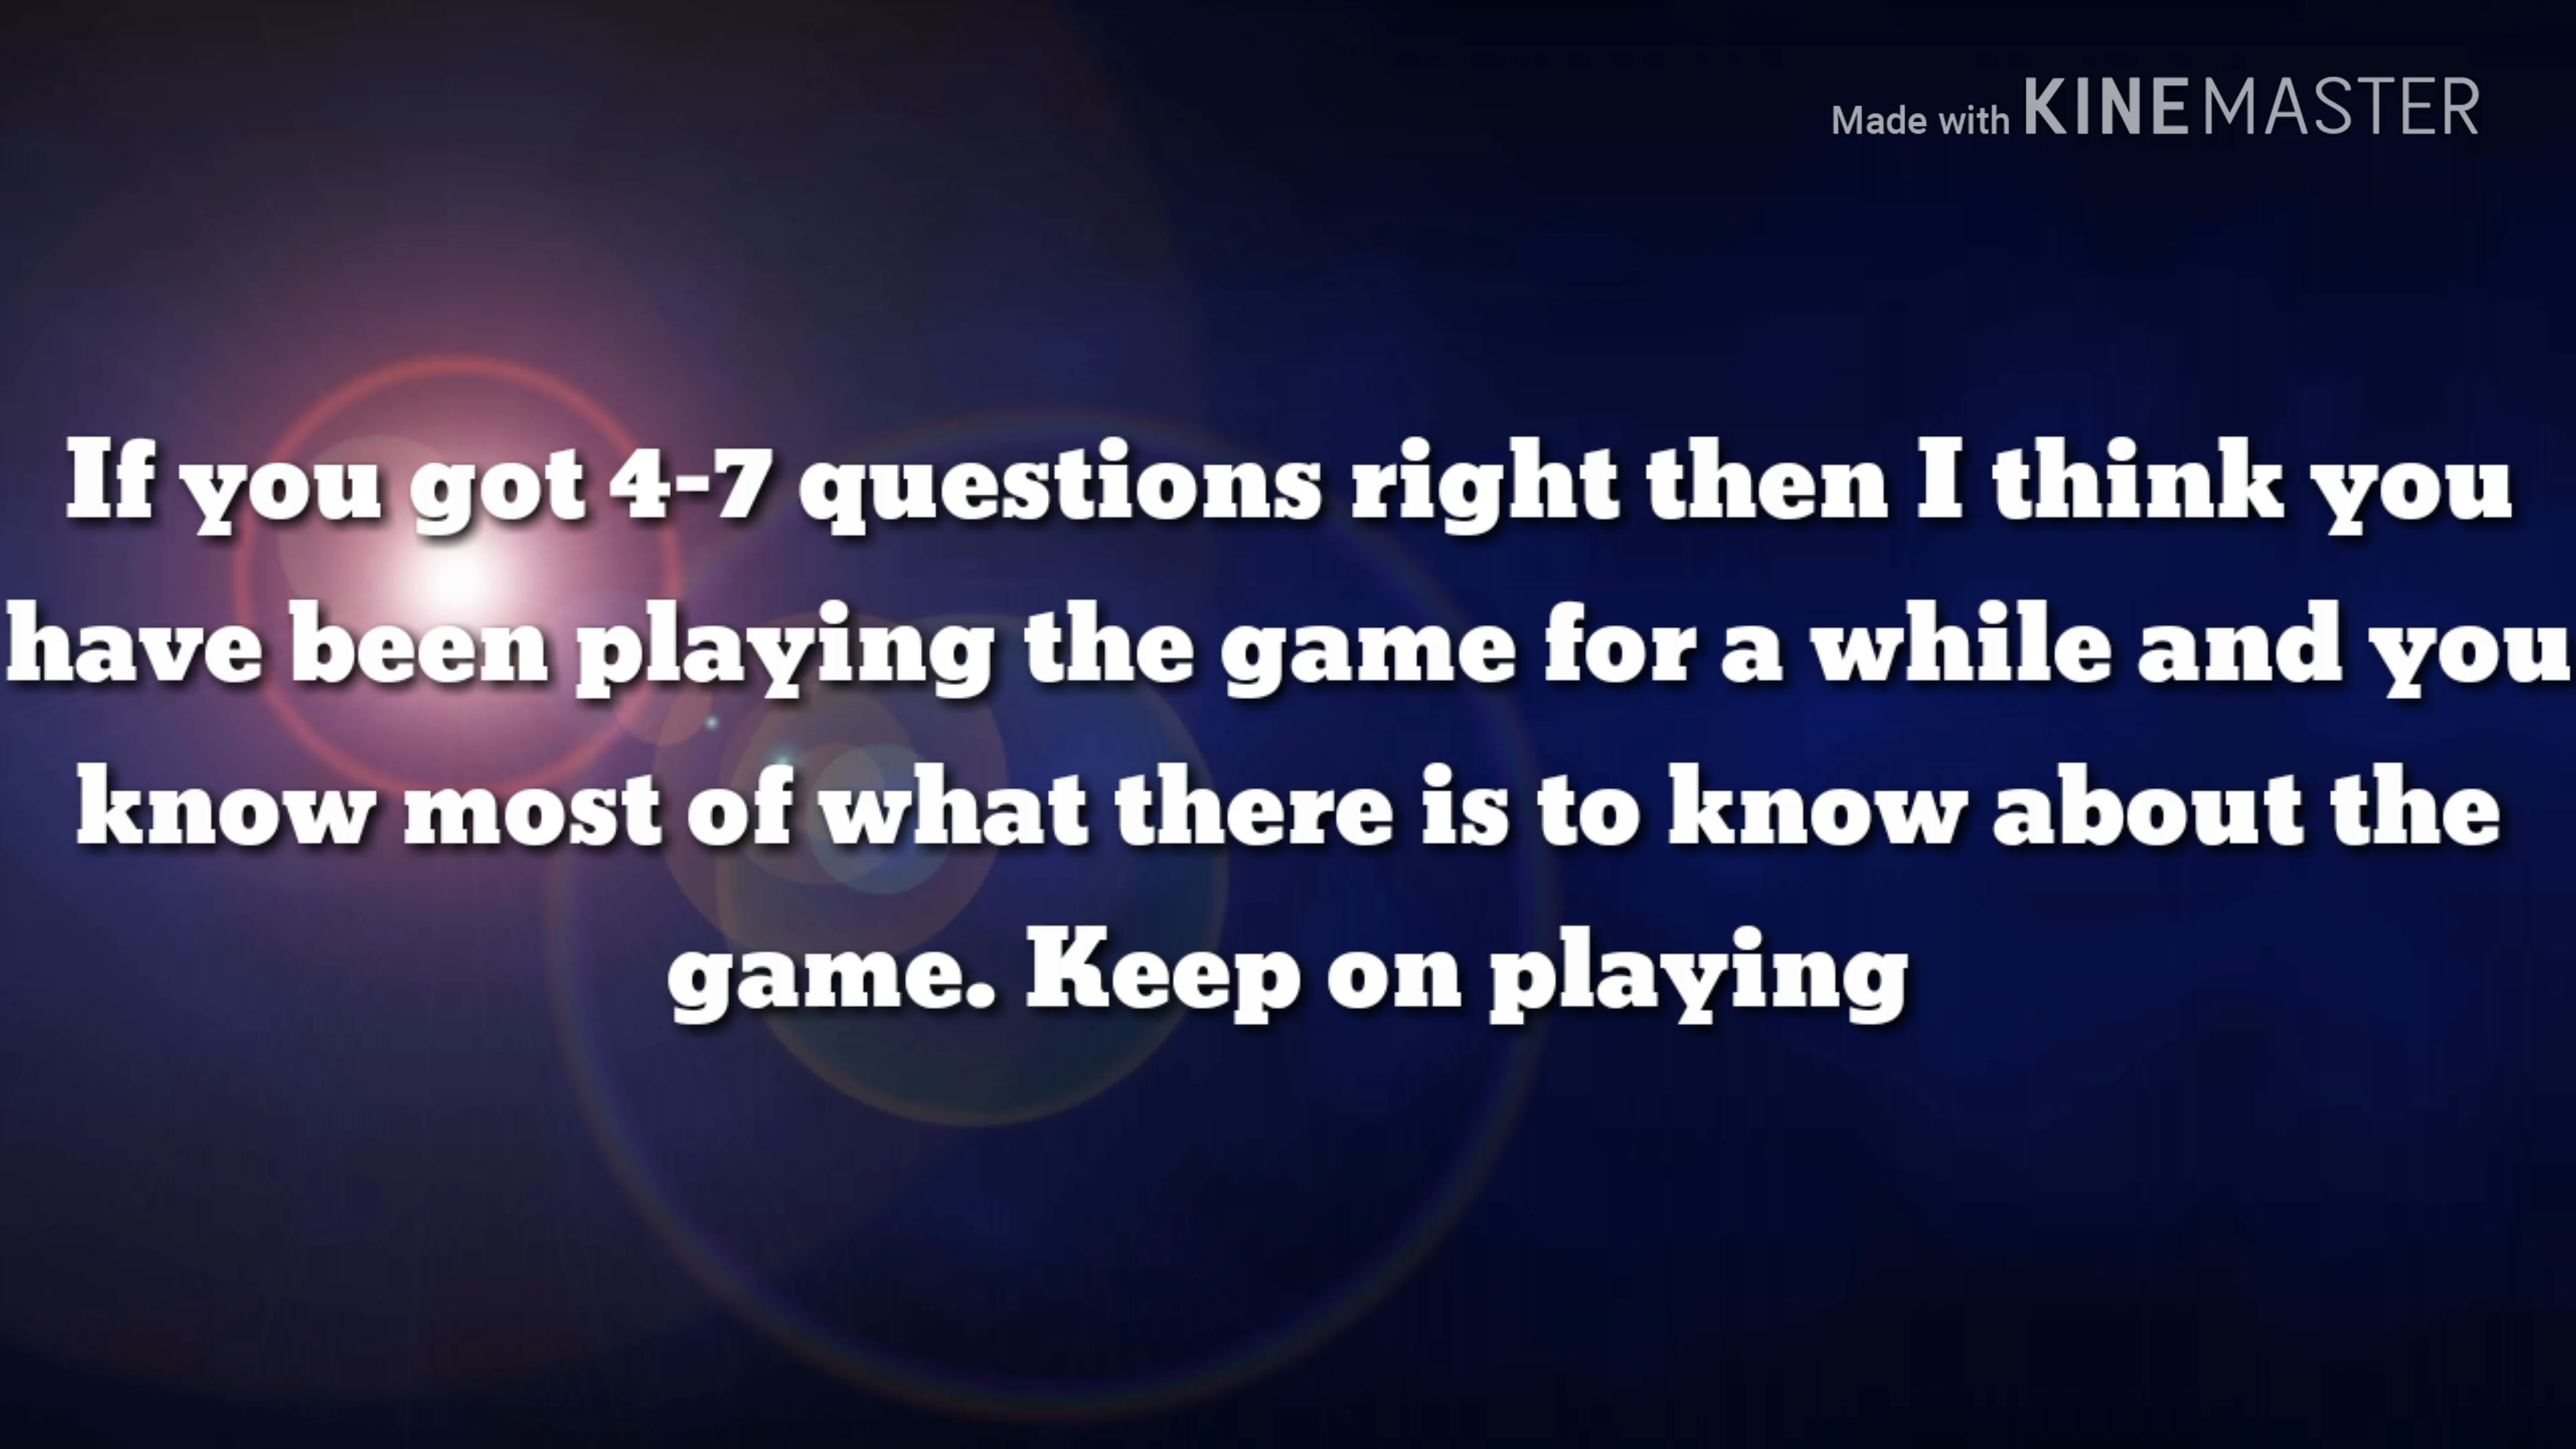 Made with KINEMASTER
If you got 4-7 questions right then I think you
have been playing the game for a while and you
know most of what there is to know about the
game. Keep on playing